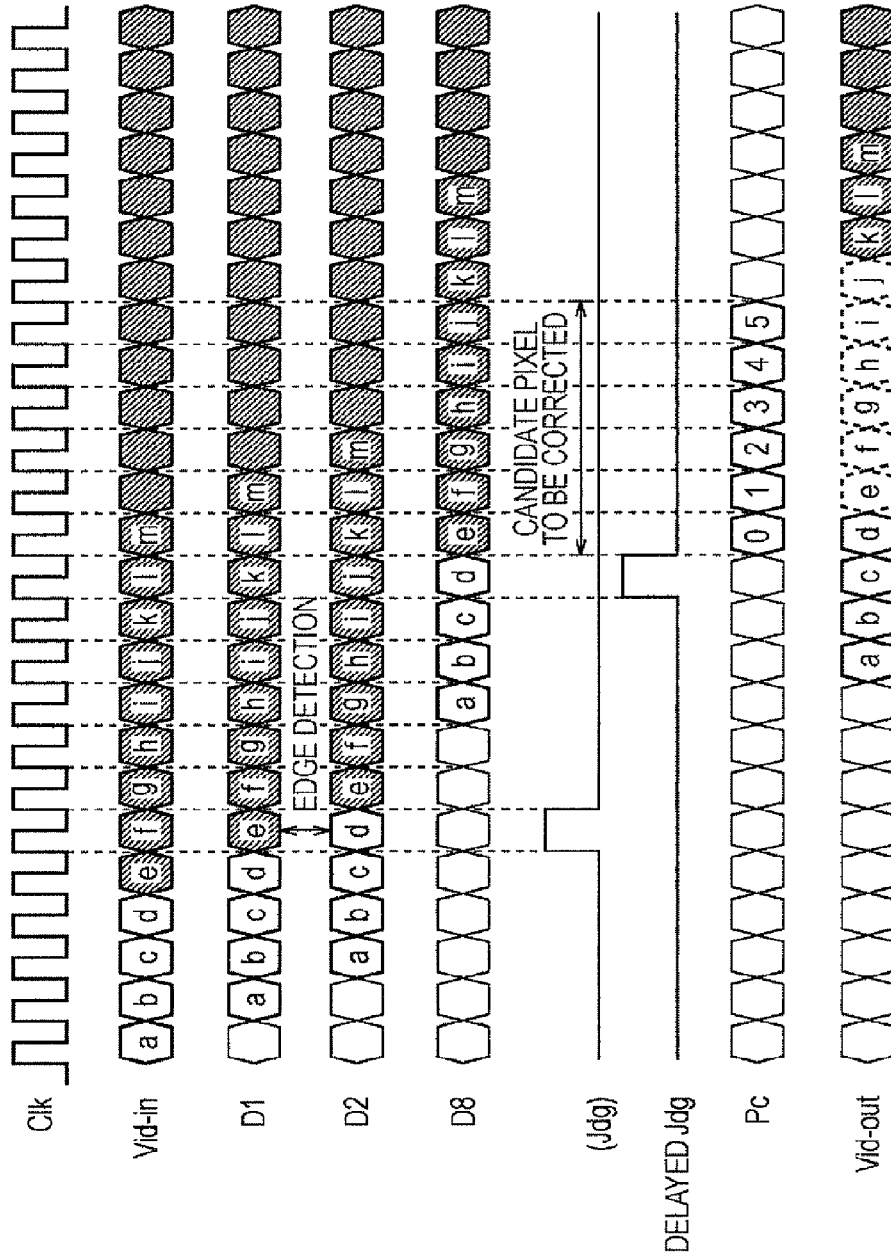 Clk
Vid-in a b c d e f g h i j k l m
D1 a b c d e f g h i j k l m
EDGE DETECTION
D2 a b c d e f g h i j k l m
D8 a b c d e f g h i j k l m
CANDIDATE PIXEL
TO BE CORRECTED
(Jdg)
DELAYED Jdg
Pc 0 1 2 3 4 5
Vid-out a b c d e f g h i j k l m